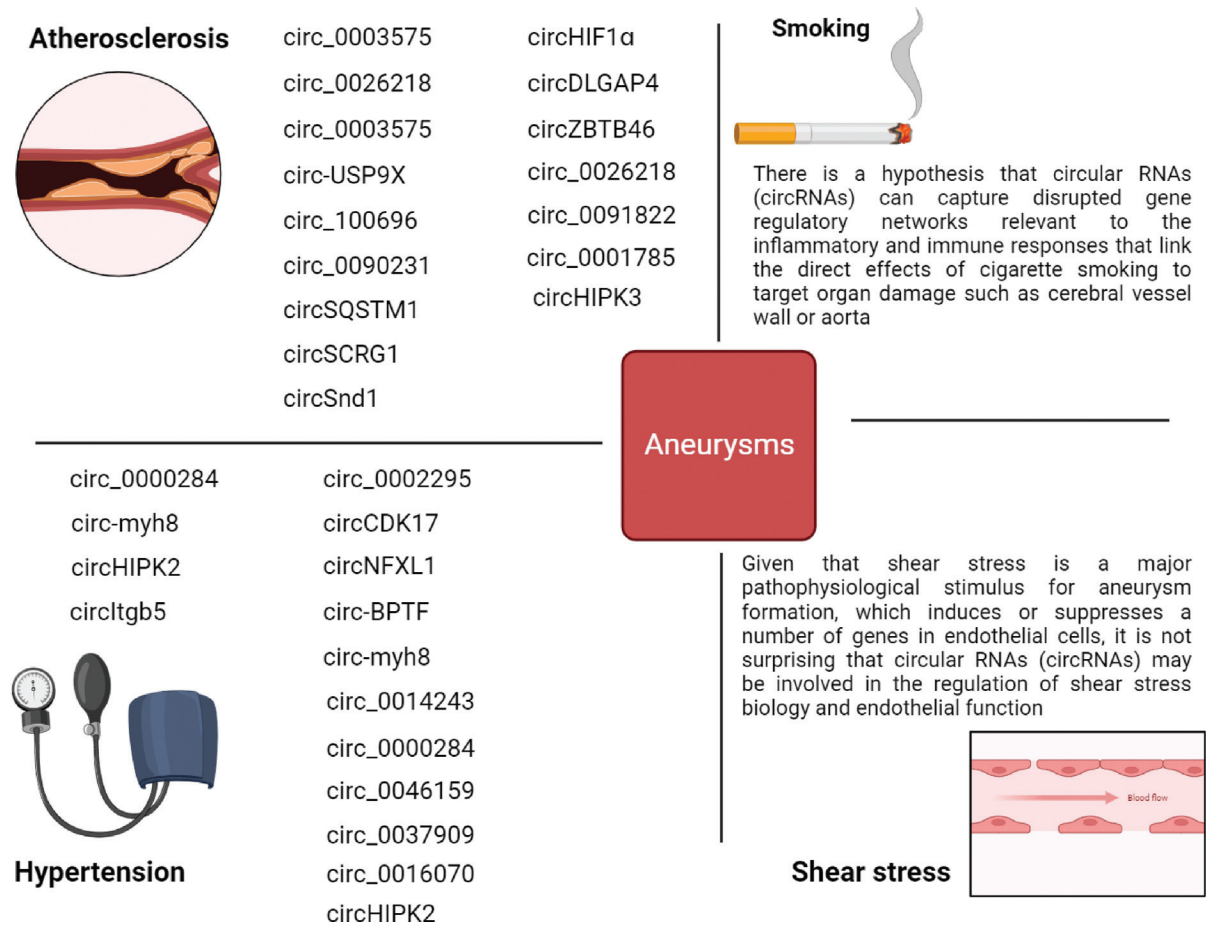 Atherosclerosis
circ_0003575
circ_0026218
circ_0003575
circ-USP9X
circ_100696
circ_0090231
circSQSTM1
circSCRG1
circSnd1
circHIF1α
circDLGAP4
circZBTB46
circ_0026218
circ_0091822
circ_0001785
circHIPK3
Smoking
There is a hypothesis that circular RNAs
(circRNAs) can capture disrupted gene
regulatory networks relevant to the
inflammatory and immune responses that link
the direct effects of cigarette smoking to
target organ damage such as cerebral vessel
wall or aorta
Aneurysms
circ_0000284
circ-myh8
circHIPK2
circItgb5
circ_0002295
circCDK17
circNFXL1
circ-BPTF
circ-myh8
circ_0014243
circ_0000284
circ_0046159
circ_0037909
circ_0016070
circHIPK2
Hypertension
Given that shear stress is a major
pathophysiological stimulus for aneurysm
formation, which induces or suppresses a
number of genes in endothelial cells, it is not
surprising that circular RNAs (circRNAs) may
be involved in the regulation of shear stress
biology and endothelial function
Blood flow
Shear stress